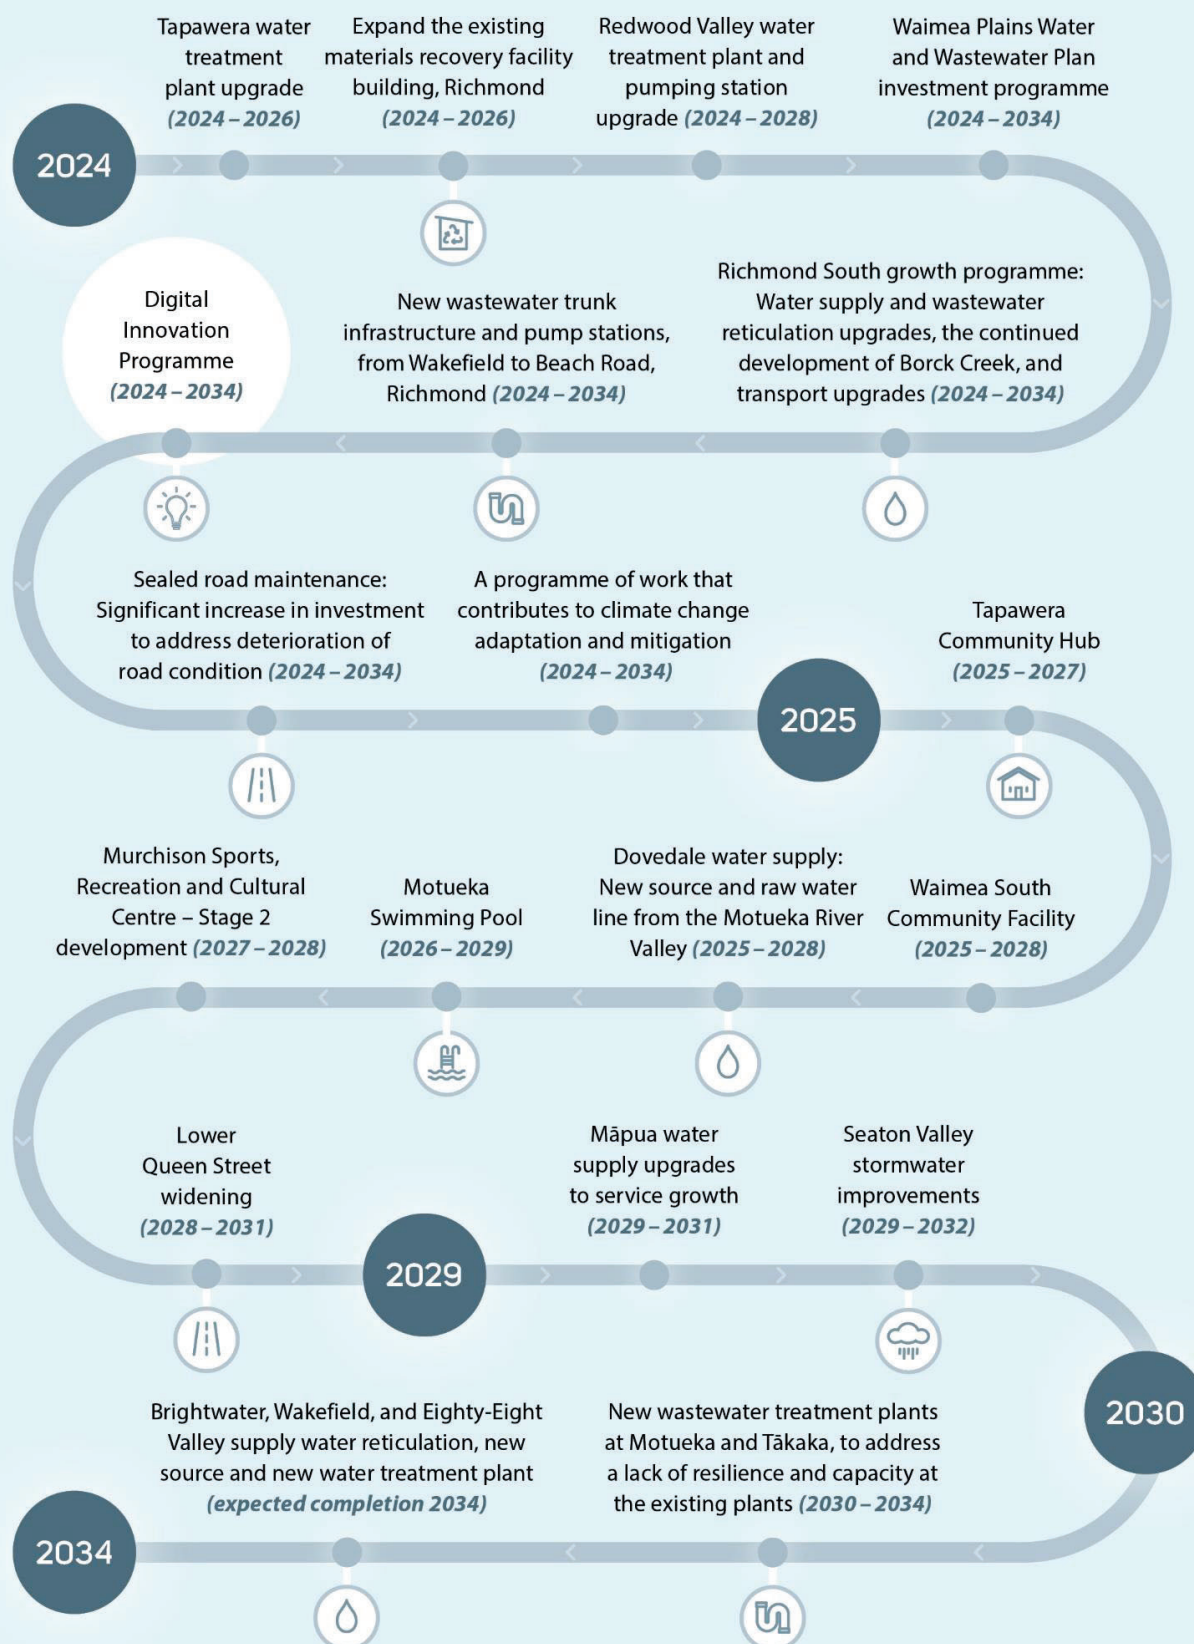 2024
Tapawera water
treatment
plant upgrade
(2024 – 2026)
Expand the existing
materials recovery facility
building, Richmond
(2024 – 2026)
Redwood Valley water
treatment plant and
pumping station
upgrade (2024 – 2028)
Waimea Plains Water
and Wastewater Plan
investment programme
(2024 – 2034)
Richmond South growth programme:
Water supply and wastewater
reticulation upgrades, the continued
development of Borck Creek, and
transport upgrades (2024 – 2034)
New wastewater trunk
infrastructure and pump stations,
from Wakefield to Beach Road,
Richmond (2024 – 2034)
Digital
Innovation
Programme
(2024 – 2034)
Sealed road maintenance:
Significant increase in investment
to address deterioration of
road condition (2024 – 2034)
A programme of work that
contributes to climate change
adaptation and mitigation
(2024 – 2034)
2025
Tapawera
Community Hub
(2025 – 2027)
Waimea South
Community Facility
(2025 – 2028)
Dovedale water supply:
New source and raw water
line from the Motueka River
Valley (2025 – 2028)
Motueka
Swimming Pool
(2026 – 2029)
Murchison Sports,
Recreation and Cultural
Centre – Stage 2
development (2027 – 2028)
Lower
Queen Street
widening
(2028 – 2031)
2029
Māpua water
supply upgrades
to service growth
(2029 – 2031)
Seaton Valley
stormwater
improvements
(2029 – 2032)
2030
New wastewater treatment plants
at Motueka and Tākaka, to address
a lack of resilience and capacity at
the existing plants (2030 – 2034)
Brightwater, Wakefield, and Eighty-Eight
Valley supply water reticulation, new
source and new water treatment plant
(expected completion 2034)
2034